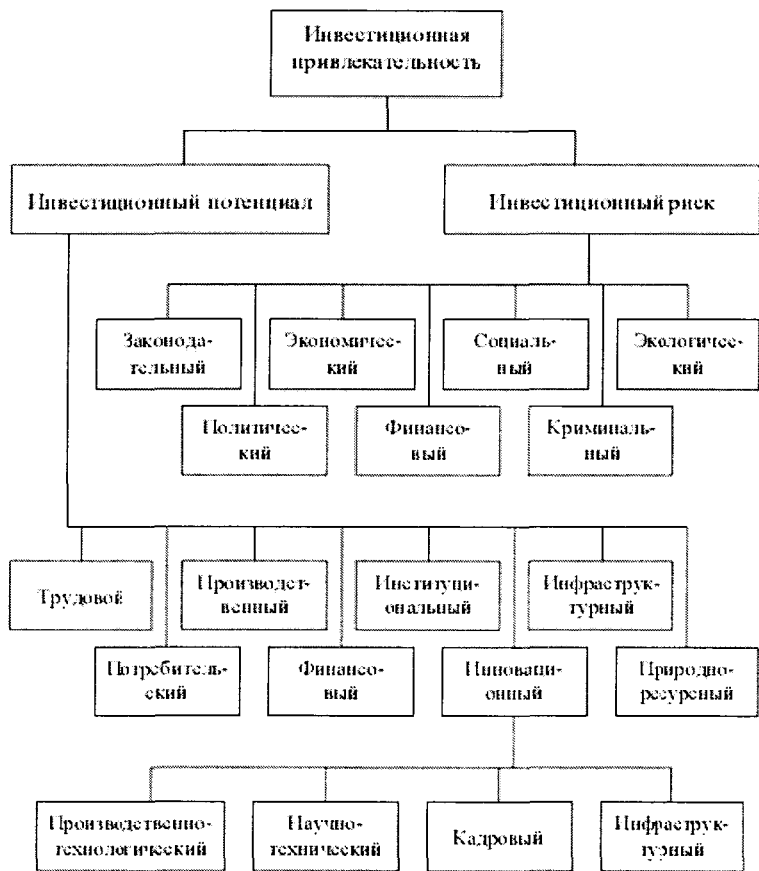 Инвестиционная
привлекательность
Инвестиционный потенциал
Инвестиционный риск
Законода-
тельный
Экономичес-
кий
Социаль-
ный
Экологичес-
кий
Политичес-
кий
Финансо-
вый
Криминаль-
ный
Трудовой
Производст-
венный
Институци-
ональный
Инфраструк-
турный
Потребитель-
ский
Финансо-
вый
Инноваци-
онный
Природно-
ресурсный
Производственно-
технологический
Научно-
технический
Кадровый
Инфраструк-
турный